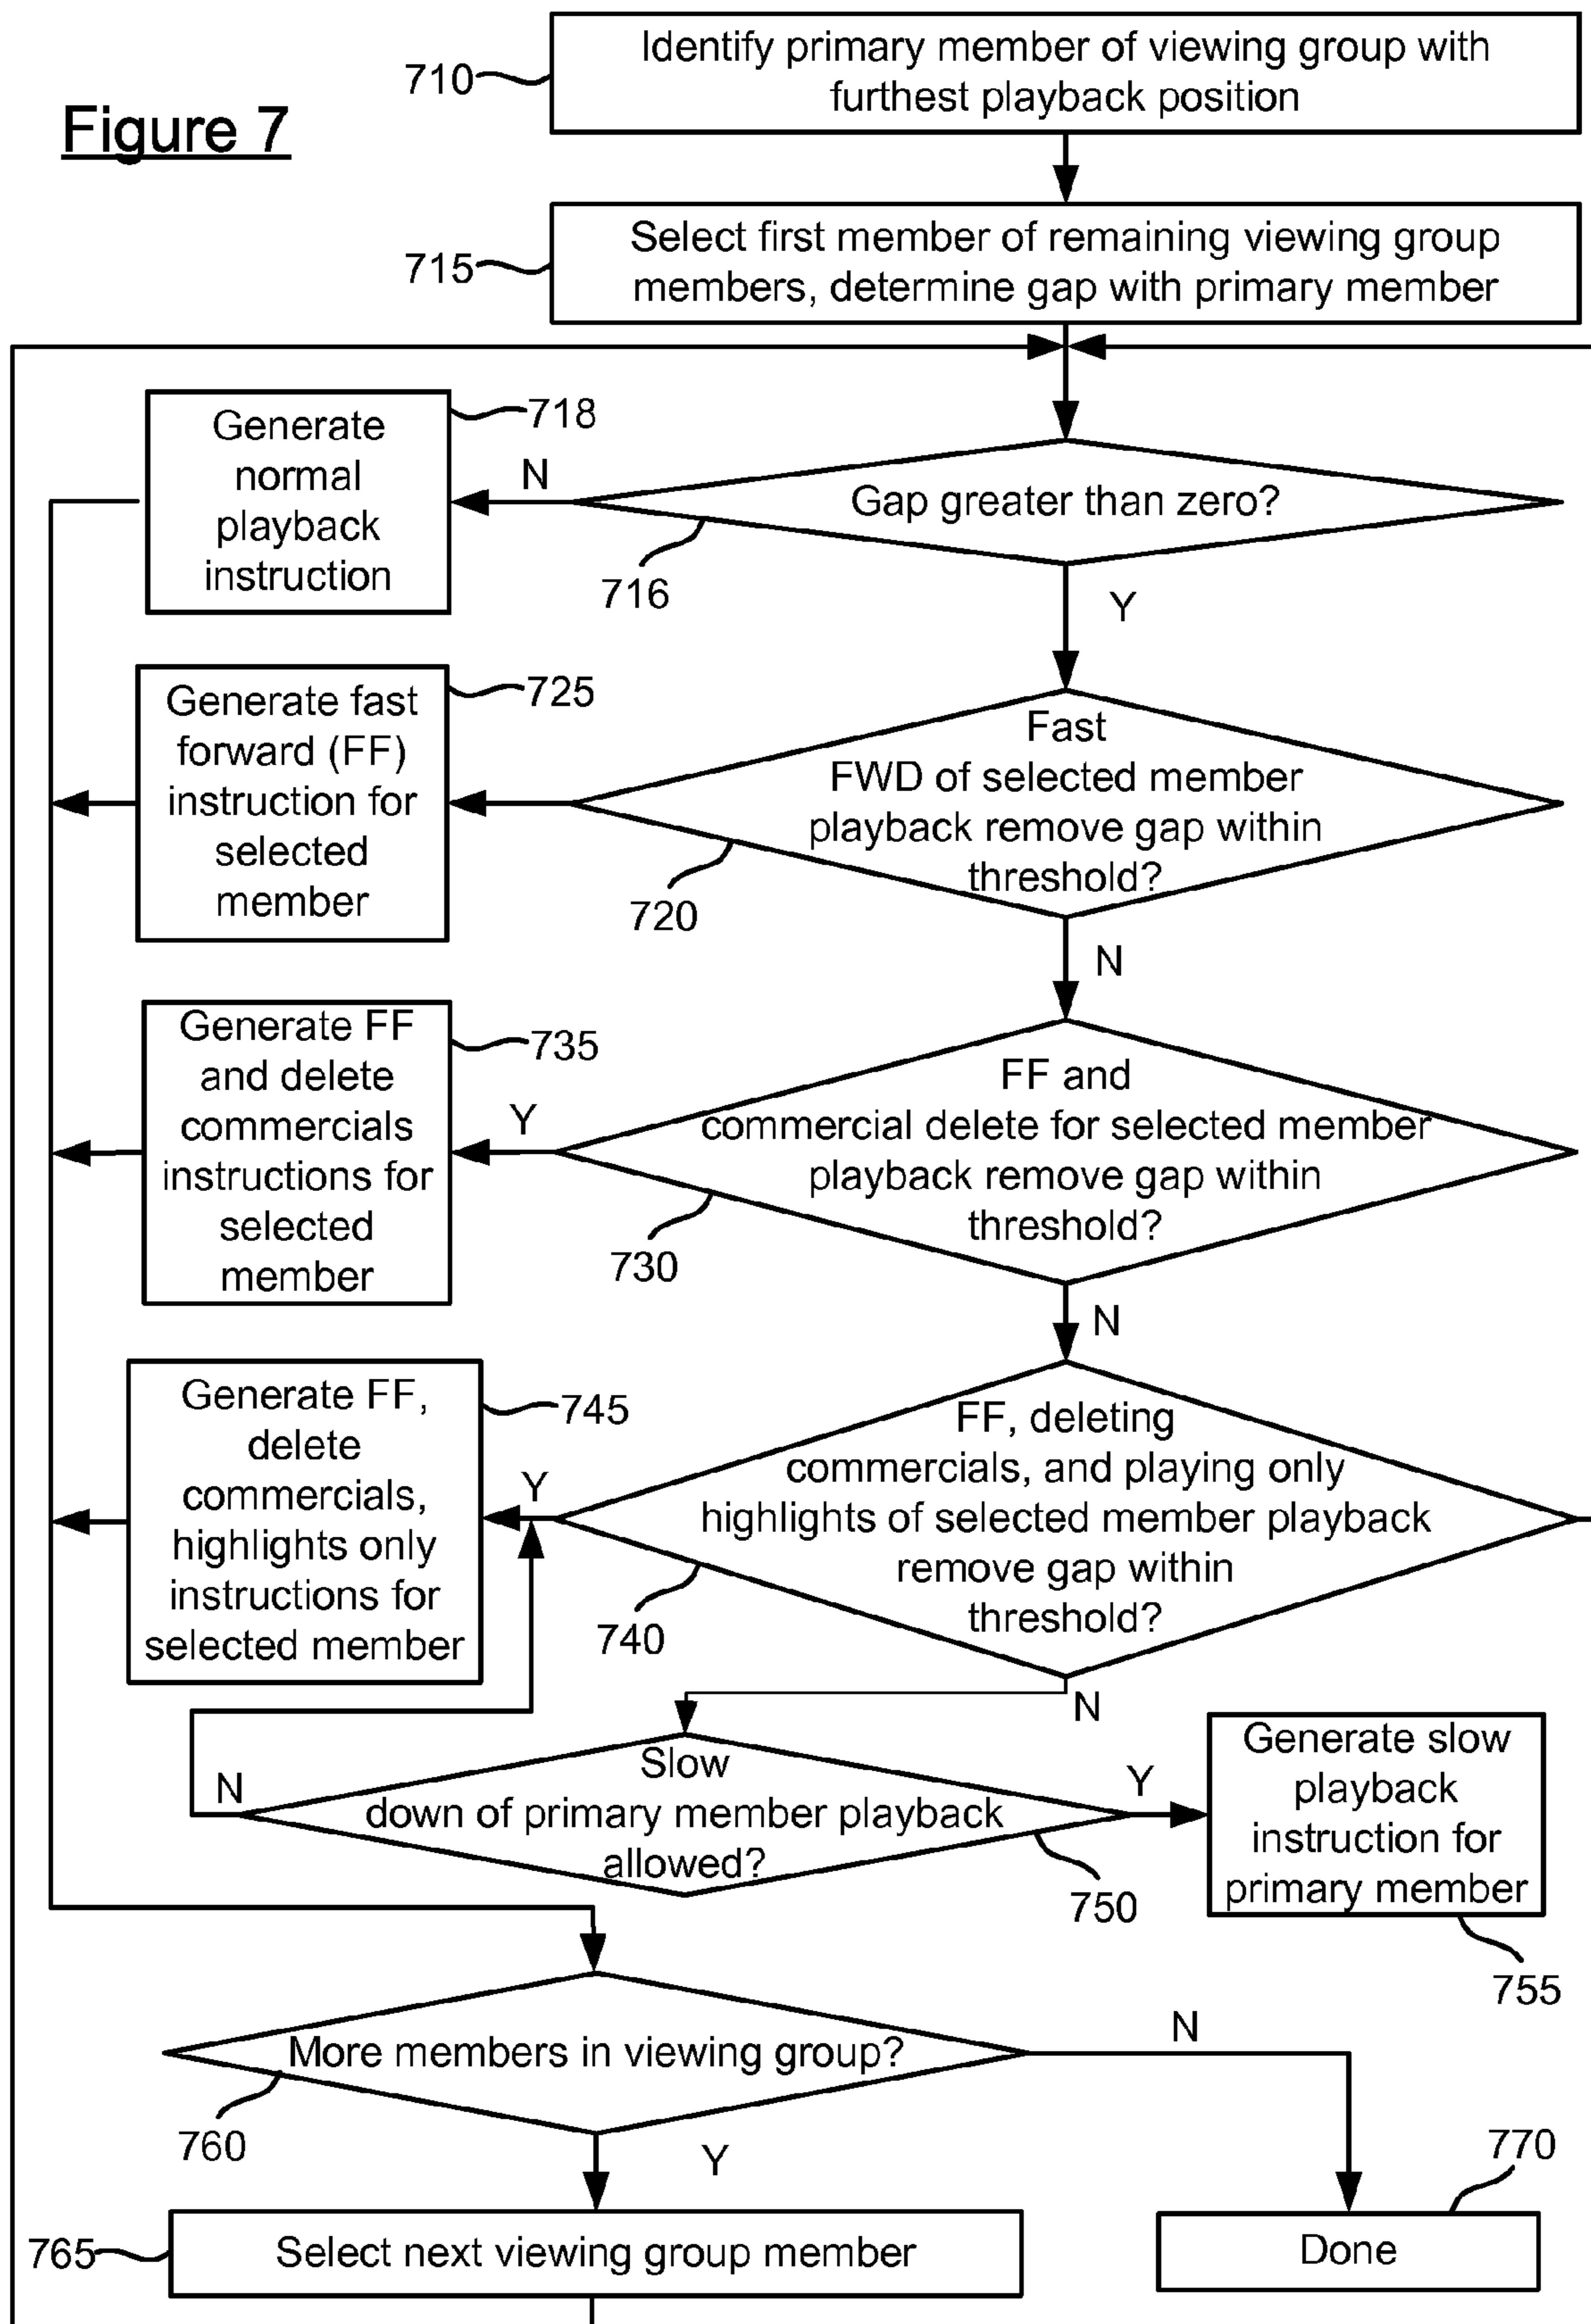 Figure 7
710
Identify primary member of viewing group with
furthest playback position
715
Select first member of remaining viewing group
members, determine gap with primary member
Generate
normal
playback
instruction
718
N
Gap greater than zero?
716
Y
Generate fast
forward (FF)
instruction for
selected
member
725
Fast
FWD of selected member
playback remove gap within
threshold?
720
N
Generate FF
and delete
commercials
instructions for
selected
member
735
Y
FF and
commercial delete for selected member
playback remove gap within
threshold?
730
N
Generate FF,
delete
commercials,
highlights only
instructions for
selected member
745
Y
FF, deleting
commercials, and playing only
highlights of selected member playback
remove gap within
threshold?
740
N
N
Slow
down of primary member playback
allowed?
750
Y
Generate slow
playback
instruction for
primary member
755
More members in viewing group?
760
N
Y
770
765
Select next viewing group member
Done